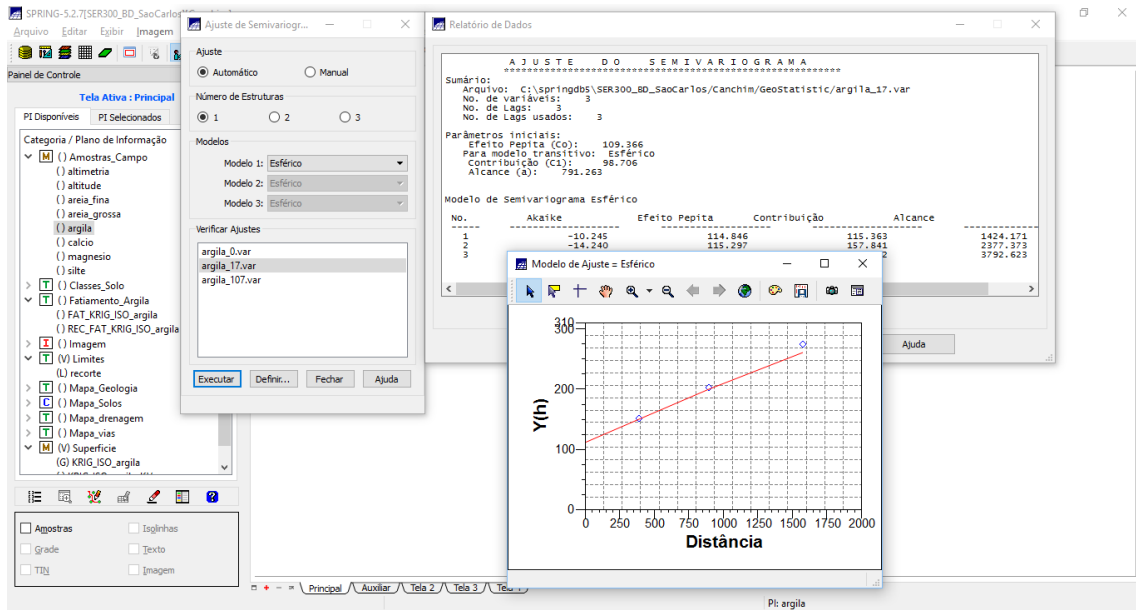 SPRING-5.2.7[SER300_BD_SaoCarlos]
Arquivo Editar Exibir Imagem
Painel de Controle
Tela Ativa : Principal
PI Disponíveis PI Selecionados
Categoria / Plano de Informação
M () Amostras_Campo
() altimetria
() altitude
() areia_fina
() areia_grossa
() argila
() calcio
() magnesio
() silte
T () Classes_Solo
T () Fatiamento_Argila
() FAT_KRIG_ISO_argila
() REC_FAT_KRIG_ISO_argila
I () Imagem
T (V) Limites
(L) recorte
T () Mapa_Geologia
C () Mapa_Solos
T () Mapa_drenagem
T () Mapa_vias
M (V) Superficie
(G) KRIG_ISO_argila
Amostras Isolinhas
Grade Texto
TIN Imagem
Ajuste de Semivariogr...
Ajuste
Automático Manual
Número de Estruturas
1 2 3
Modelos
Modelo 1: Esférico
Modelo 2: Esférico
Modelo 3: Esférico
Verificar Ajustes
argila_0.var
argila_17.var
argila_107.var
Executar Definir... Fechar Ajuda
Relatório de Dados
A J U S T E D O S E M I V A R I O G R A M A
Sumário:
Arquivo: C:\springdb5\SER300_BD_SaoCarlos/Canchim/GeoStatistic/argila_17.var
No. de variáveis: 3
No. de Lags: 3
No. de Lags usados: 3
Parâmetros iniciais:
Efeito Pepita (Co): 109.366
Para modelo transitivo: Esférico
Contribuição (C1): 98.706
Alcance (a): 791.263
Modelo de Semivariograma Esférico
No. Akaike Efeito Pepita Contribuição Alcance
1 -10.245 114.846 115.363 1424.171
2 -14.240 115.297 157.841 2377.373
3 2 3792.623
Ajuda
Modelo de Ajuste = Esférico
310
300
200
100
0
Y(h)
0 250 500 750 1000 1250 1500 1750 2000
Distância
Principal Auxiliar Tela 2 Tela 3
PI: argila